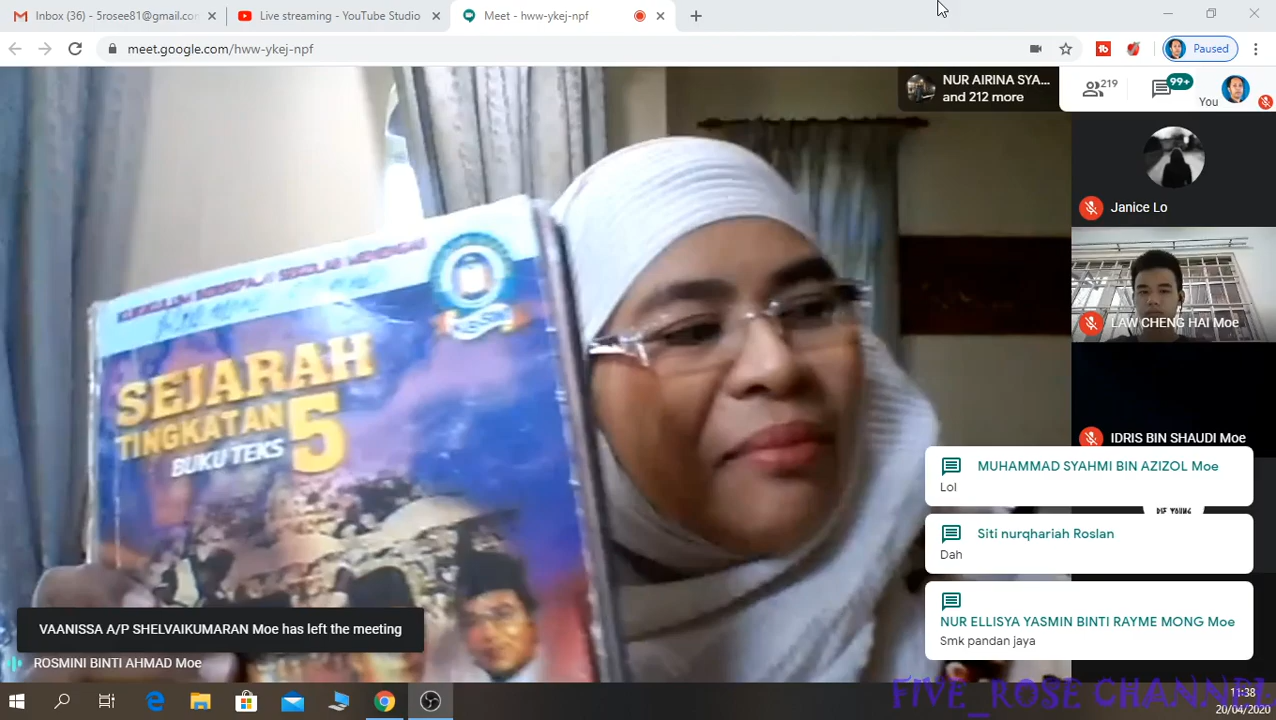 Inbox (36) - 5rosee81@gmail.co
Live streaming - YouTube Studio
Meet - hww-ykej-npf
meet.google.com/hww-ykej-npf
Paused
NUR AIRINA SYA...
and 212 more
219
99+
You
Janice Lo
LAW CHENG HAI Moe
IDRIS BIN SHAUDI Moe
SEJARAH
TINGKATAN 5
BUKU TEKS
MUHAMMAD SYAHMI BIN AZIZOL Moe
Lol
Siti nurqhariah Roslan
Dah
NUR ELLISYA YASMIN BINTI RAYME MONG Moe
Smk pandan jaya
VAANISSA A/P SHELVAIKUMARAN Moe has left the meeting
ROSMINI BINTI AHMAD Moe
FIVE_ROSE CHANNEL
11:38
20/04/2020